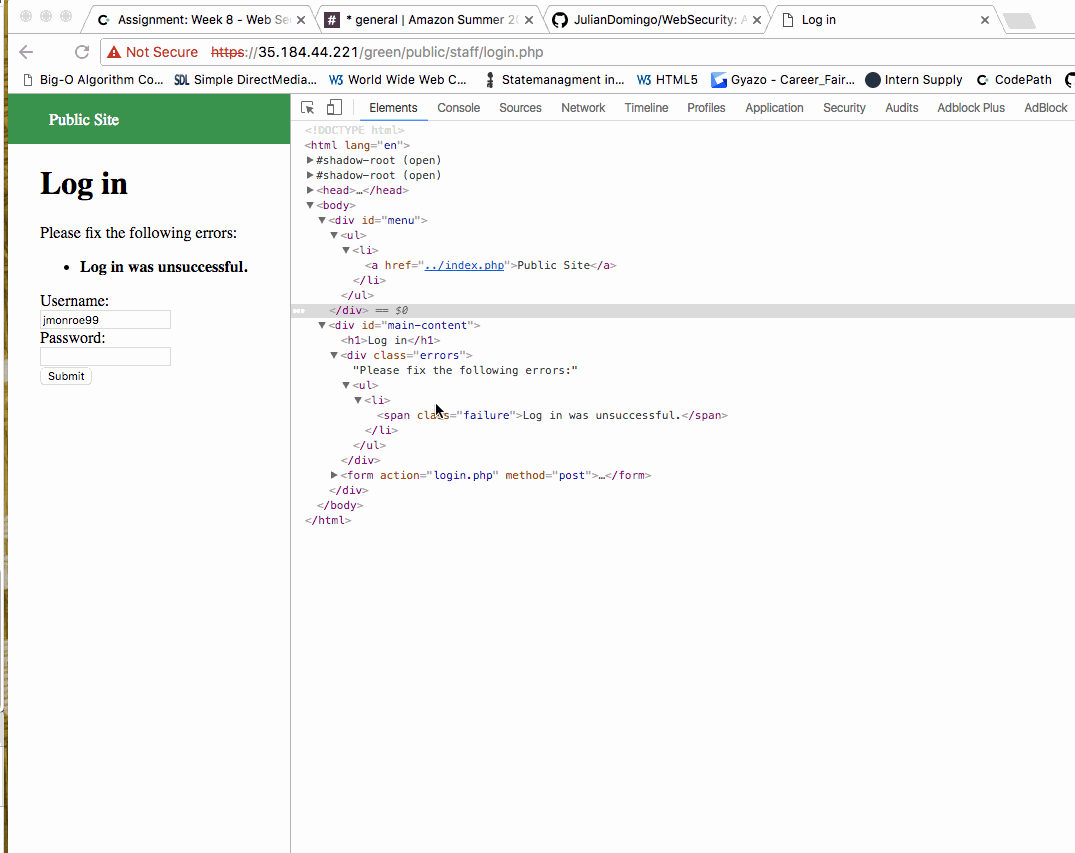 Assignment: Week 8 - Web Se
* general | Amazon Summer 20
JulianDomingo/WebSecurity: A
Log in
Not Secure https://35.184.44.221/green/public/staff/login.php
Big-O Algorithm Co... SDL Simple DirectMedia... W3 World Wide Web C... Statemanagment in... W3 HTML5 Gyazo - Career_Fair... Intern Supply CodePath
Public Site
Log in
Please fix the following errors:
• Log in was unsuccessful.
Username:
jmonroe99
Password:
Submit
Elements Console Sources Network Timeline Profiles Application Security Audits Adblock Plus AdBlock
<!DOCTYPE html>
<html lang="en">
▶#shadow-root (open)
▶#shadow-root (open)
▶<head>…</head>
▼<body>
▼<div id="menu">
▼<ul>
▼<li>
<a href="../index.php">Public Site</a>
</li>
</ul>
</div> == $0
▼<div id="main-content">
<h1>Log in</h1>
▼<div class="errors">
"Please fix the following errors:"
▼<ul>
▼<li>
<span class="failure">Log in was unsuccessful.</span>
</li>
</ul>
</div>
▶<form action="login.php" method="post">…</form>
</div>
</body>
</html>